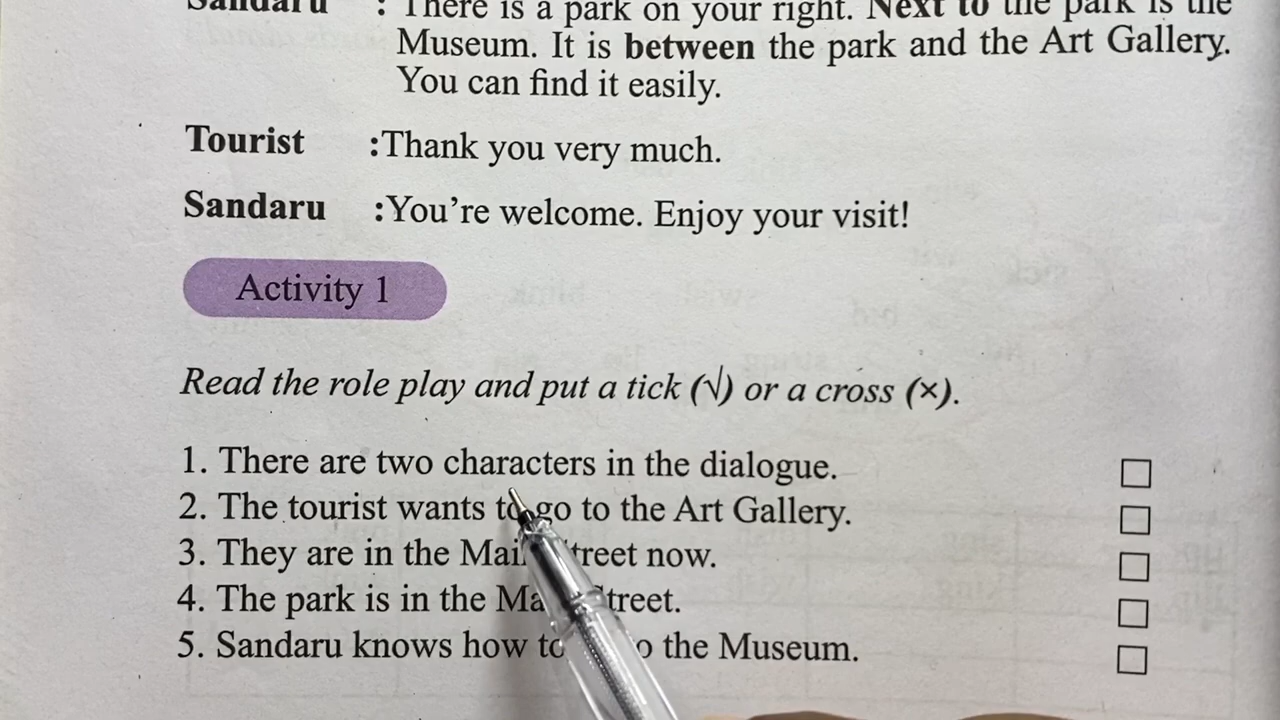 Sandaru : There is a park on your right. Next to the park is the
Museum. It is between the park and the Art Gallery.
You can find it easily.
Tourist :Thank you very much.
Sandaru :You're welcome. Enjoy your visit!
Activity 1
Read the role play and put a tick (√) or a cross (×).
1. There are two characters in the dialogue.
2. The tourist wants to go to the Art Gallery.
3. They are in the Main Street now.
4. The park is in the Main Street.
5. Sandaru knows how to the Museum.